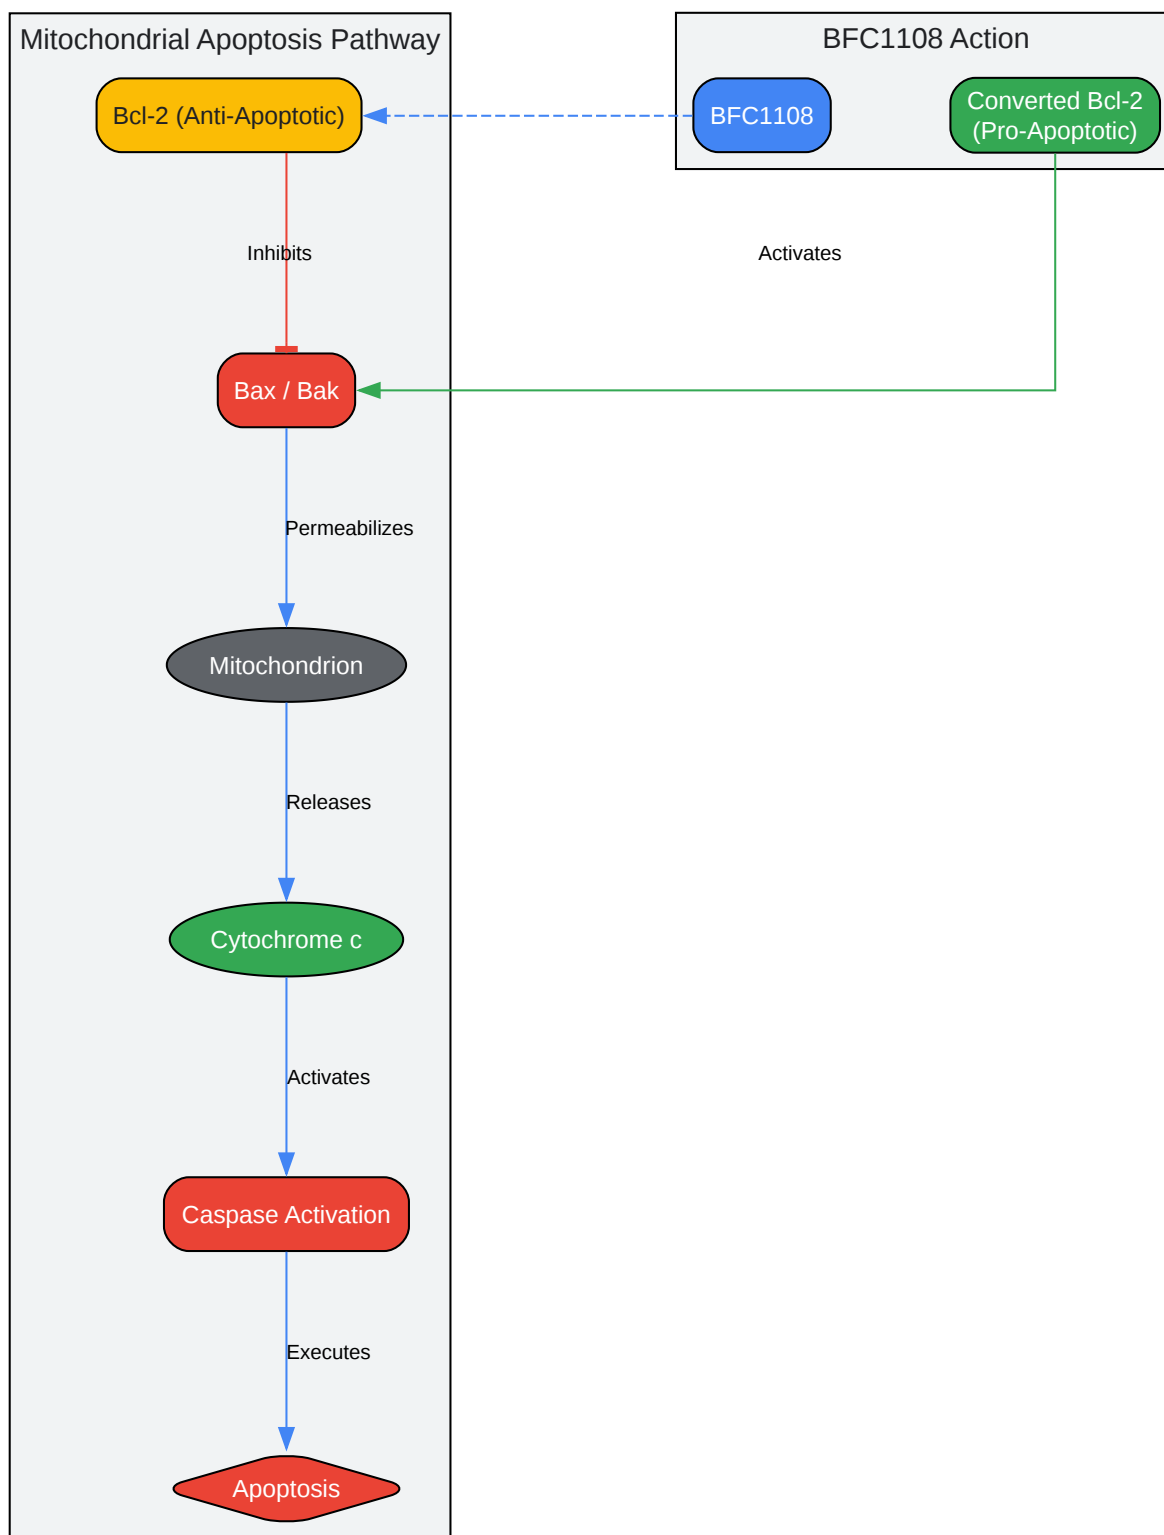 Mitochondrial Apoptosis Pathway
BFC1108 Action
Bcl-2 (Anti-Apoptotic)
BFC1108
Converted Bcl-2
(Pro-Apoptotic)
Inhibits
Activates
Bax / Bak
Permeabilizes
Mitochondrion
Releases
Cytochrome c
Activates
Caspase Activation
Executes
Apoptosis